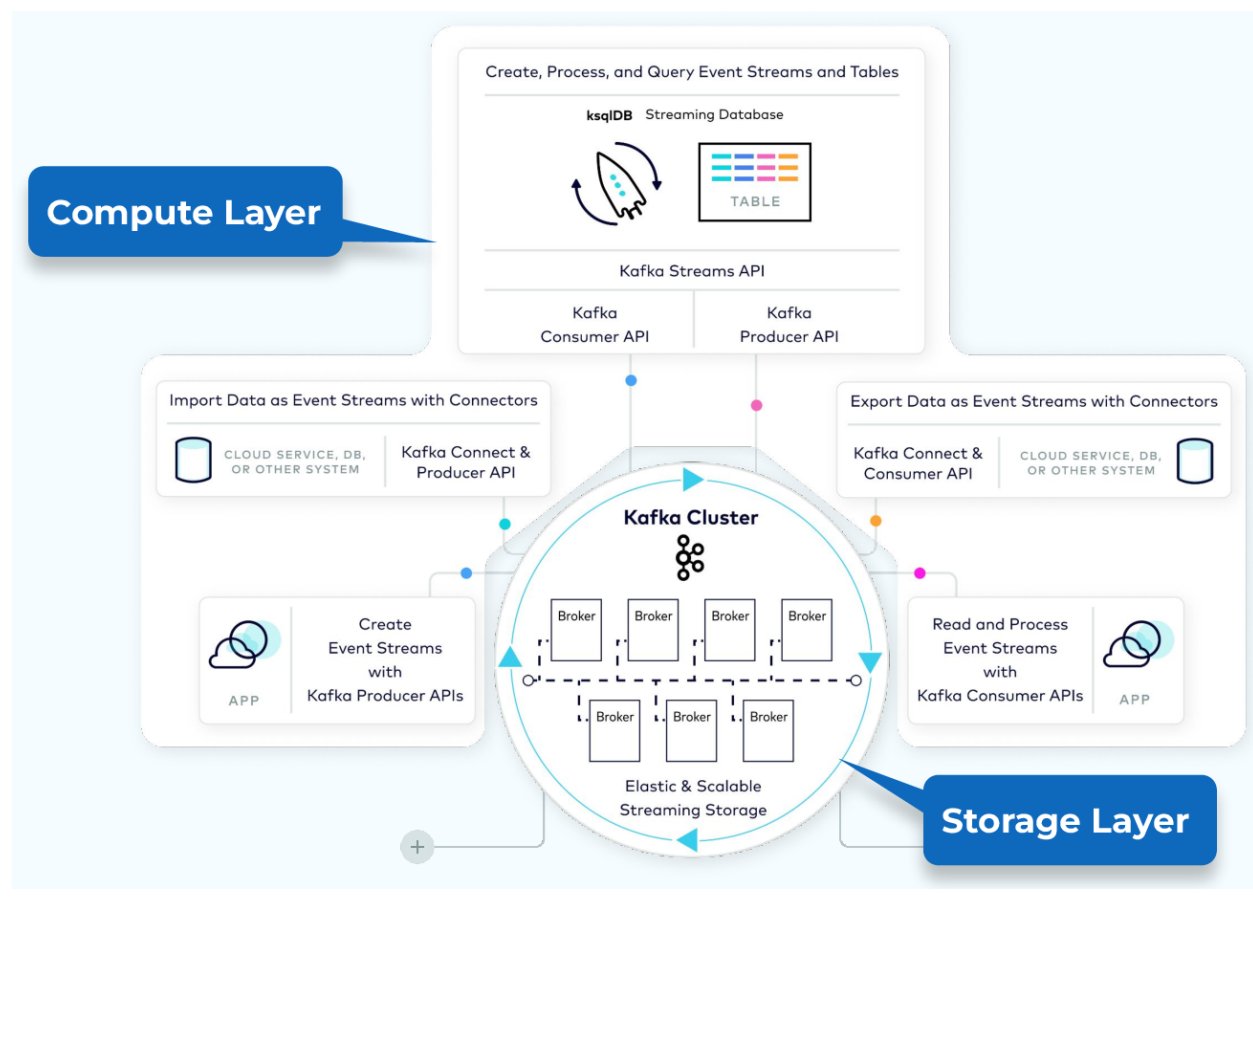 Create, Process, and Query Event Streams and Tables
ksqlDB Streaming Database
TABLE
Compute Layer
Kafka Streams API
Kafka
Consumer API
Kafka
Producer API
Import Data as Event Streams with Connectors
CLOUD SERVICE, DB,
OR OTHER SYSTEM
Kafka Connect &
Producer API
Export Data as Event Streams with Connectors
Kafka Connect &
Consumer API
CLOUD SERVICE, DB,
OR OTHER SYSTEM
Kafka Cluster
APP
Create
Event Streams
with
Kafka Producer APIs
Broker
Broker
Broker
Broker
Broker
Broker
Broker
Read and Process
Event Streams
with
Kafka Consumer APIs
APP
Elastic & Scalable
Streaming Storage
Storage Layer
+